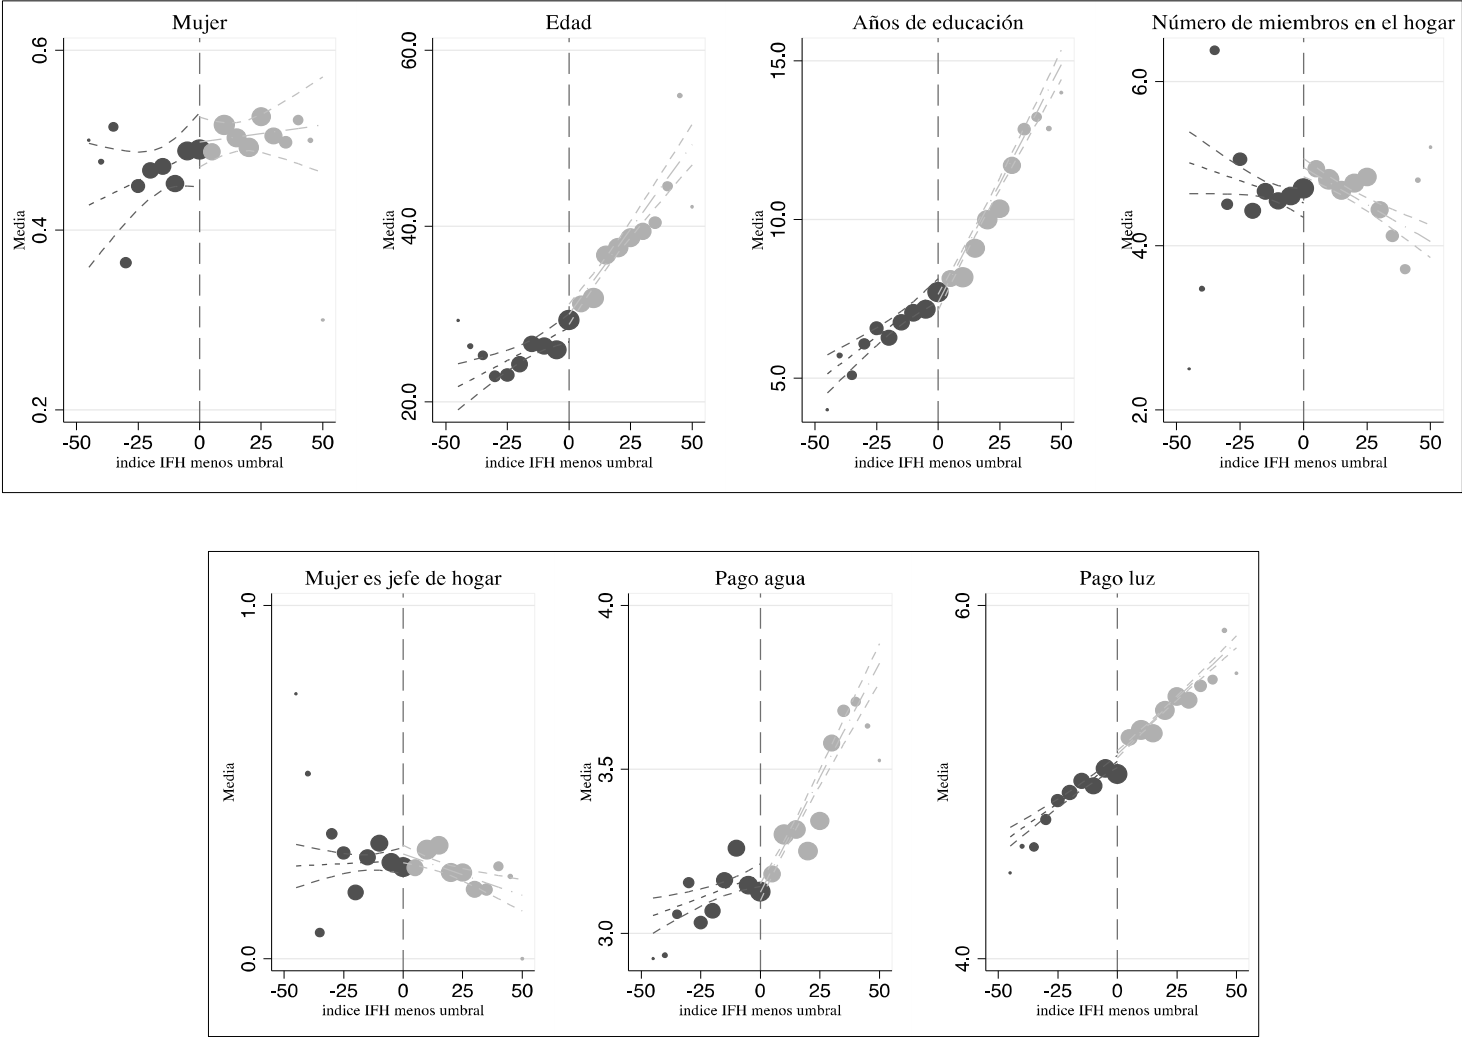 Mujer
Edad
Años de educación
Número de miembros en el hogar
0.6
0.4
0.2
Media
-50 -25 0 25 50
indice IFH menos umbral
60.0
40.0
20.0
Media
-50 -25 0 25 50
indice IFH menos umbral
15.0
10.0
5.0
Media
-50 -25 0 25 50
indice IFH menos umbral
6.0
4.0
2.0
Media
-50 -25 0 25 50
indice IFH menos umbral
Mujer es jefe de hogar
Pago agua
Pago luz
1.0
0.0
Media
-50 -25 0 25 50
indice IFH menos umbral
4.0
3.5
3.0
Media
-50 -25 0 25 50
indice IFH menos umbral
6.0
4.0
Media
-50 -25 0 25 50
indice IFH menos umbral